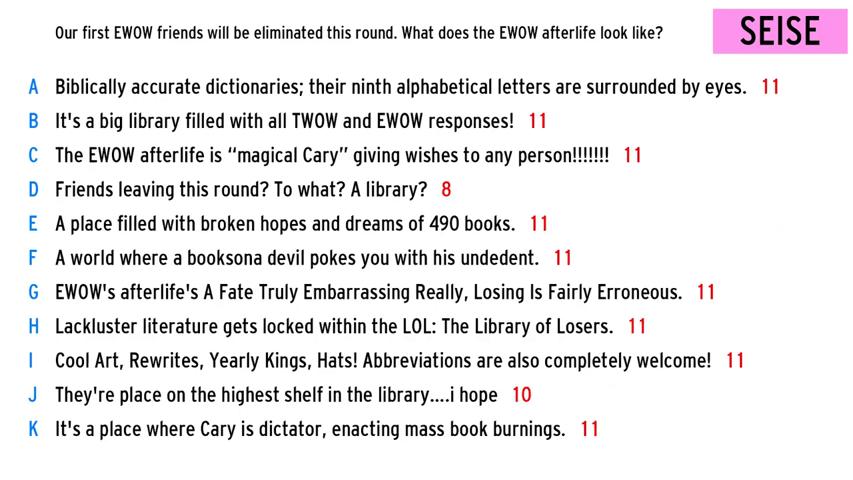 Our first EWOW friends will be eliminated this round. What does the EWOW afterlife look like?
SEISE
A Biblically accurate dictionaries; their ninth alphabetical letters are surrounded by eyes. 11
B It's a big library filled with all TWOW and EWOW responses! 11
C The EWOW afterlife is “magical Cary” giving wishes to any person!!!!!!! 11
D Friends leaving this round? To what? A library? 8
E A place filled with broken hopes and dreams of 490 books. 11
F A world where a booksona devil pokes you with his undedent. 11
G EWOW's afterlife's A Fate Truly Embarrassing Really, Losing Is Fairly Erroneous. 11
H Lackluster literature gets locked within the LOL: The Library of Losers. 11
I Cool Art, Rewrites, Yearly Kings, Hats! Abbreviations are also completely welcome! 11
J They're place on the highest shelf in the library....i hope 10
K It's a place where Cary is dictator, enacting mass book burnings. 11